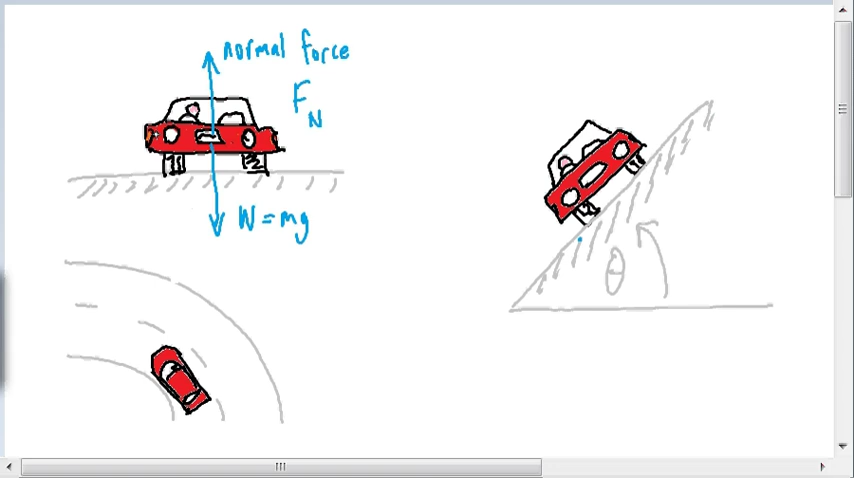 normal force
F_N
W = mg
θ